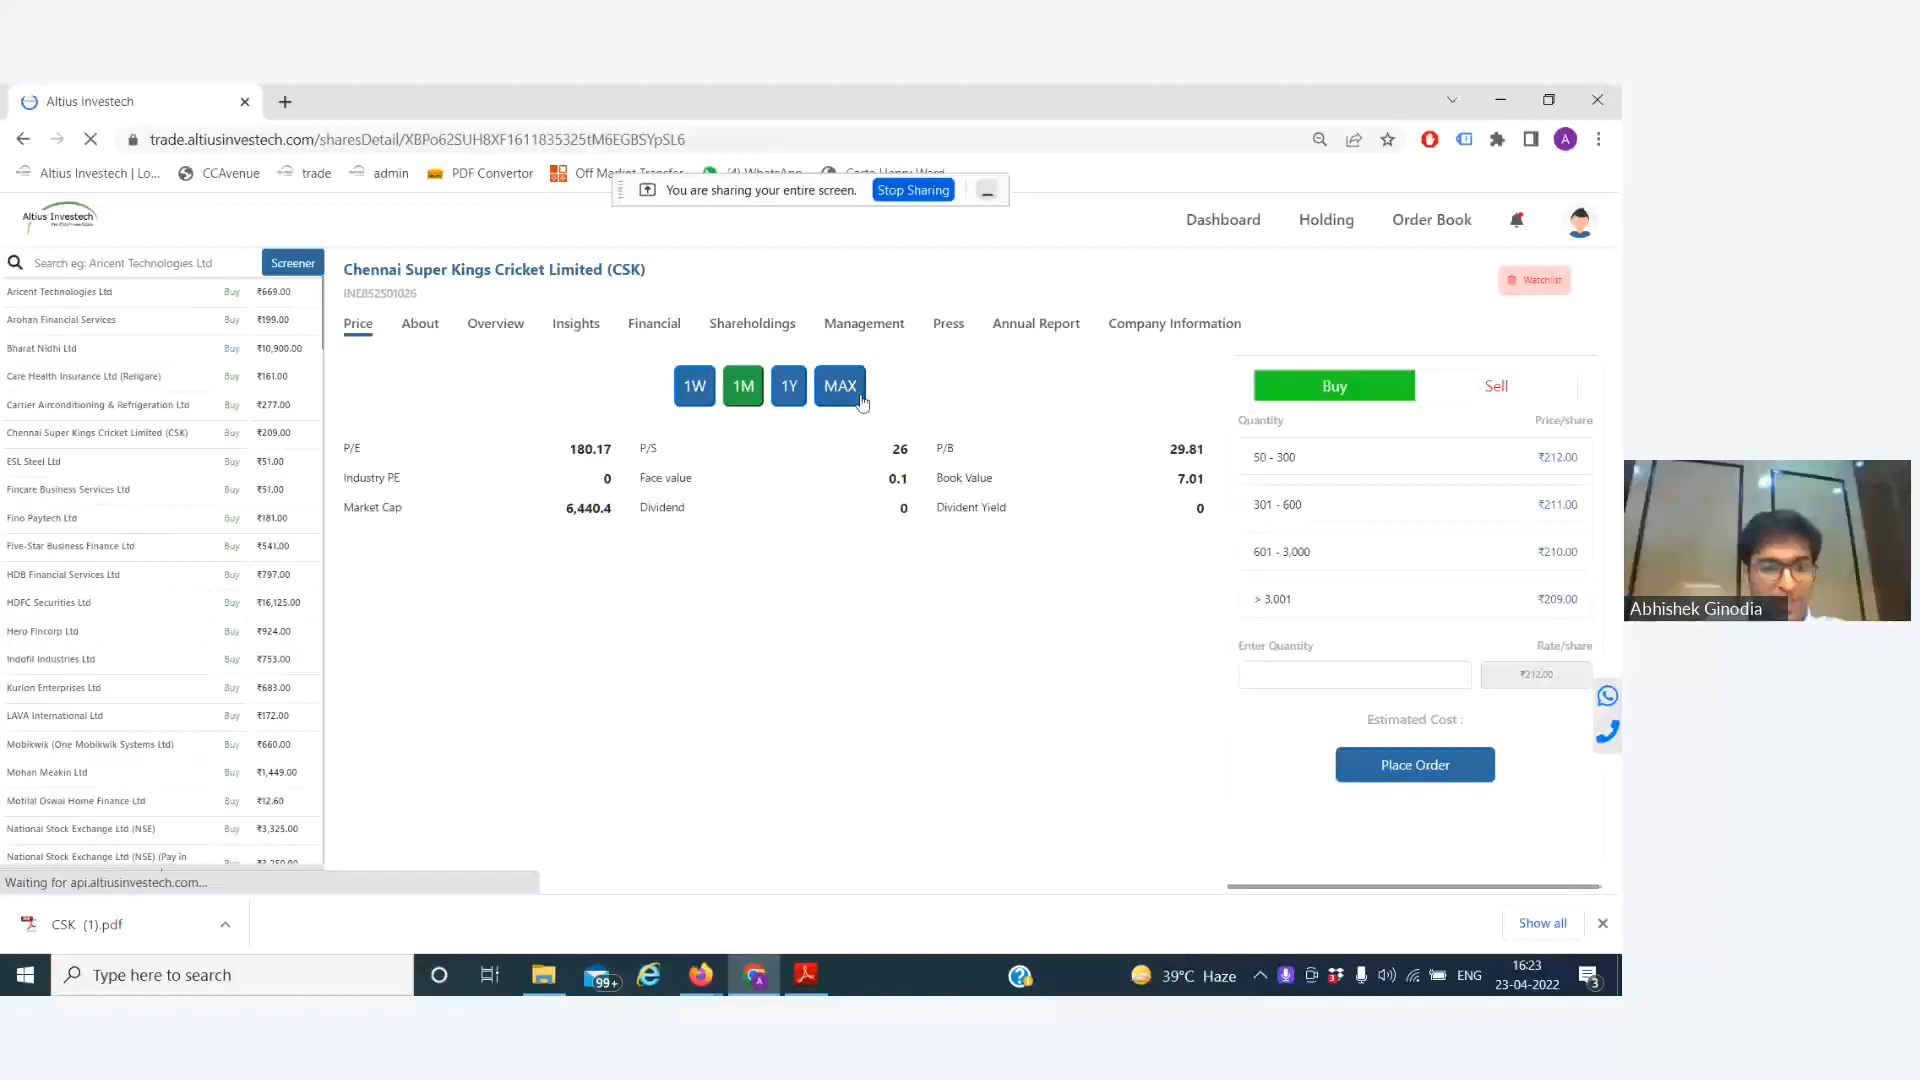 Altius Investech
trade.altiusinvestech.com/sharesDetail/XBPo62SUH8XF1611835325tM6EGBSYpSL6
A
Altius Investech | Lo...
CCAvenue
trade
admin
PDF Convertor
Off Market Transfer
(4) WhatsApp
You are sharing your entire screen.
Stop Sharing
Altius Investech
Dashboard
Holding
Order Book
Search eg: Aricent Technologies Ltd
Screener
Aricent Technologies Ltd Buy ₹669.00
Arohan Financial Services Buy ₹199.00
Bharat Nidhi Ltd Buy ₹10,900.00
Care Health Insurance Ltd (Religare) Buy ₹161.00
Carrier Airconditioning & Refrigeration Ltd Buy ₹277.00
Chennai Super Kings Cricket Limited (CSK) Buy ₹209.00
ESL Steel Ltd Buy ₹51.00
Fincare Business Services Ltd Buy ₹51.00
Fino Paytech Ltd Buy ₹181.00
Five-Star Business Finance Ltd Buy ₹541.00
HDB Financial Services Ltd Buy ₹797.00
HDFC Securities Ltd Buy ₹16,125.00
Hero Fincorp Ltd Buy ₹924.00
Indofil Industries Ltd Buy ₹753.00
Kurlon Enterprises Ltd Buy ₹683.00
LAVA International Ltd Buy ₹172.00
Mobikwik (One Mobikwik Systems Ltd) Buy ₹660.00
Mohan Meakin Ltd Buy ₹1,449.00
Motilal Oswal Home Finance Ltd Buy ₹12.60
National Stock Exchange Ltd (NSE) Buy ₹3,325.00
National Stock Exchange Ltd (NSE) (Pay in
Waiting for api.altiusinvestech.com...
Chennai Super Kings Cricket Limited (CSK)
INE852S01026
Watchlist
Price About Overview Insights Financial Shareholdings Management Press Annual Report Company Information
1W 1M 1Y MAX
P/E 180.17 P/S 26 P/B 29.81
Industry PE 0 Face value 0.1 Book Value 7.01
Market Cap 6,440.4 Dividend 0 Divident Yield 0
Buy Sell
Quantity Price/share
50 - 300 ₹212.00
301 - 600 ₹211.00
601 - 3,000 ₹210.00
> 3,001 ₹209.00
Enter Quantity Rate/share
₹212.00
Estimated Cost :
Place Order
Abhishek Ginodia
CSK (1).pdf
Show all
Type here to search
99+
39°C Haze
ENG
16:23
23-04-2022
3